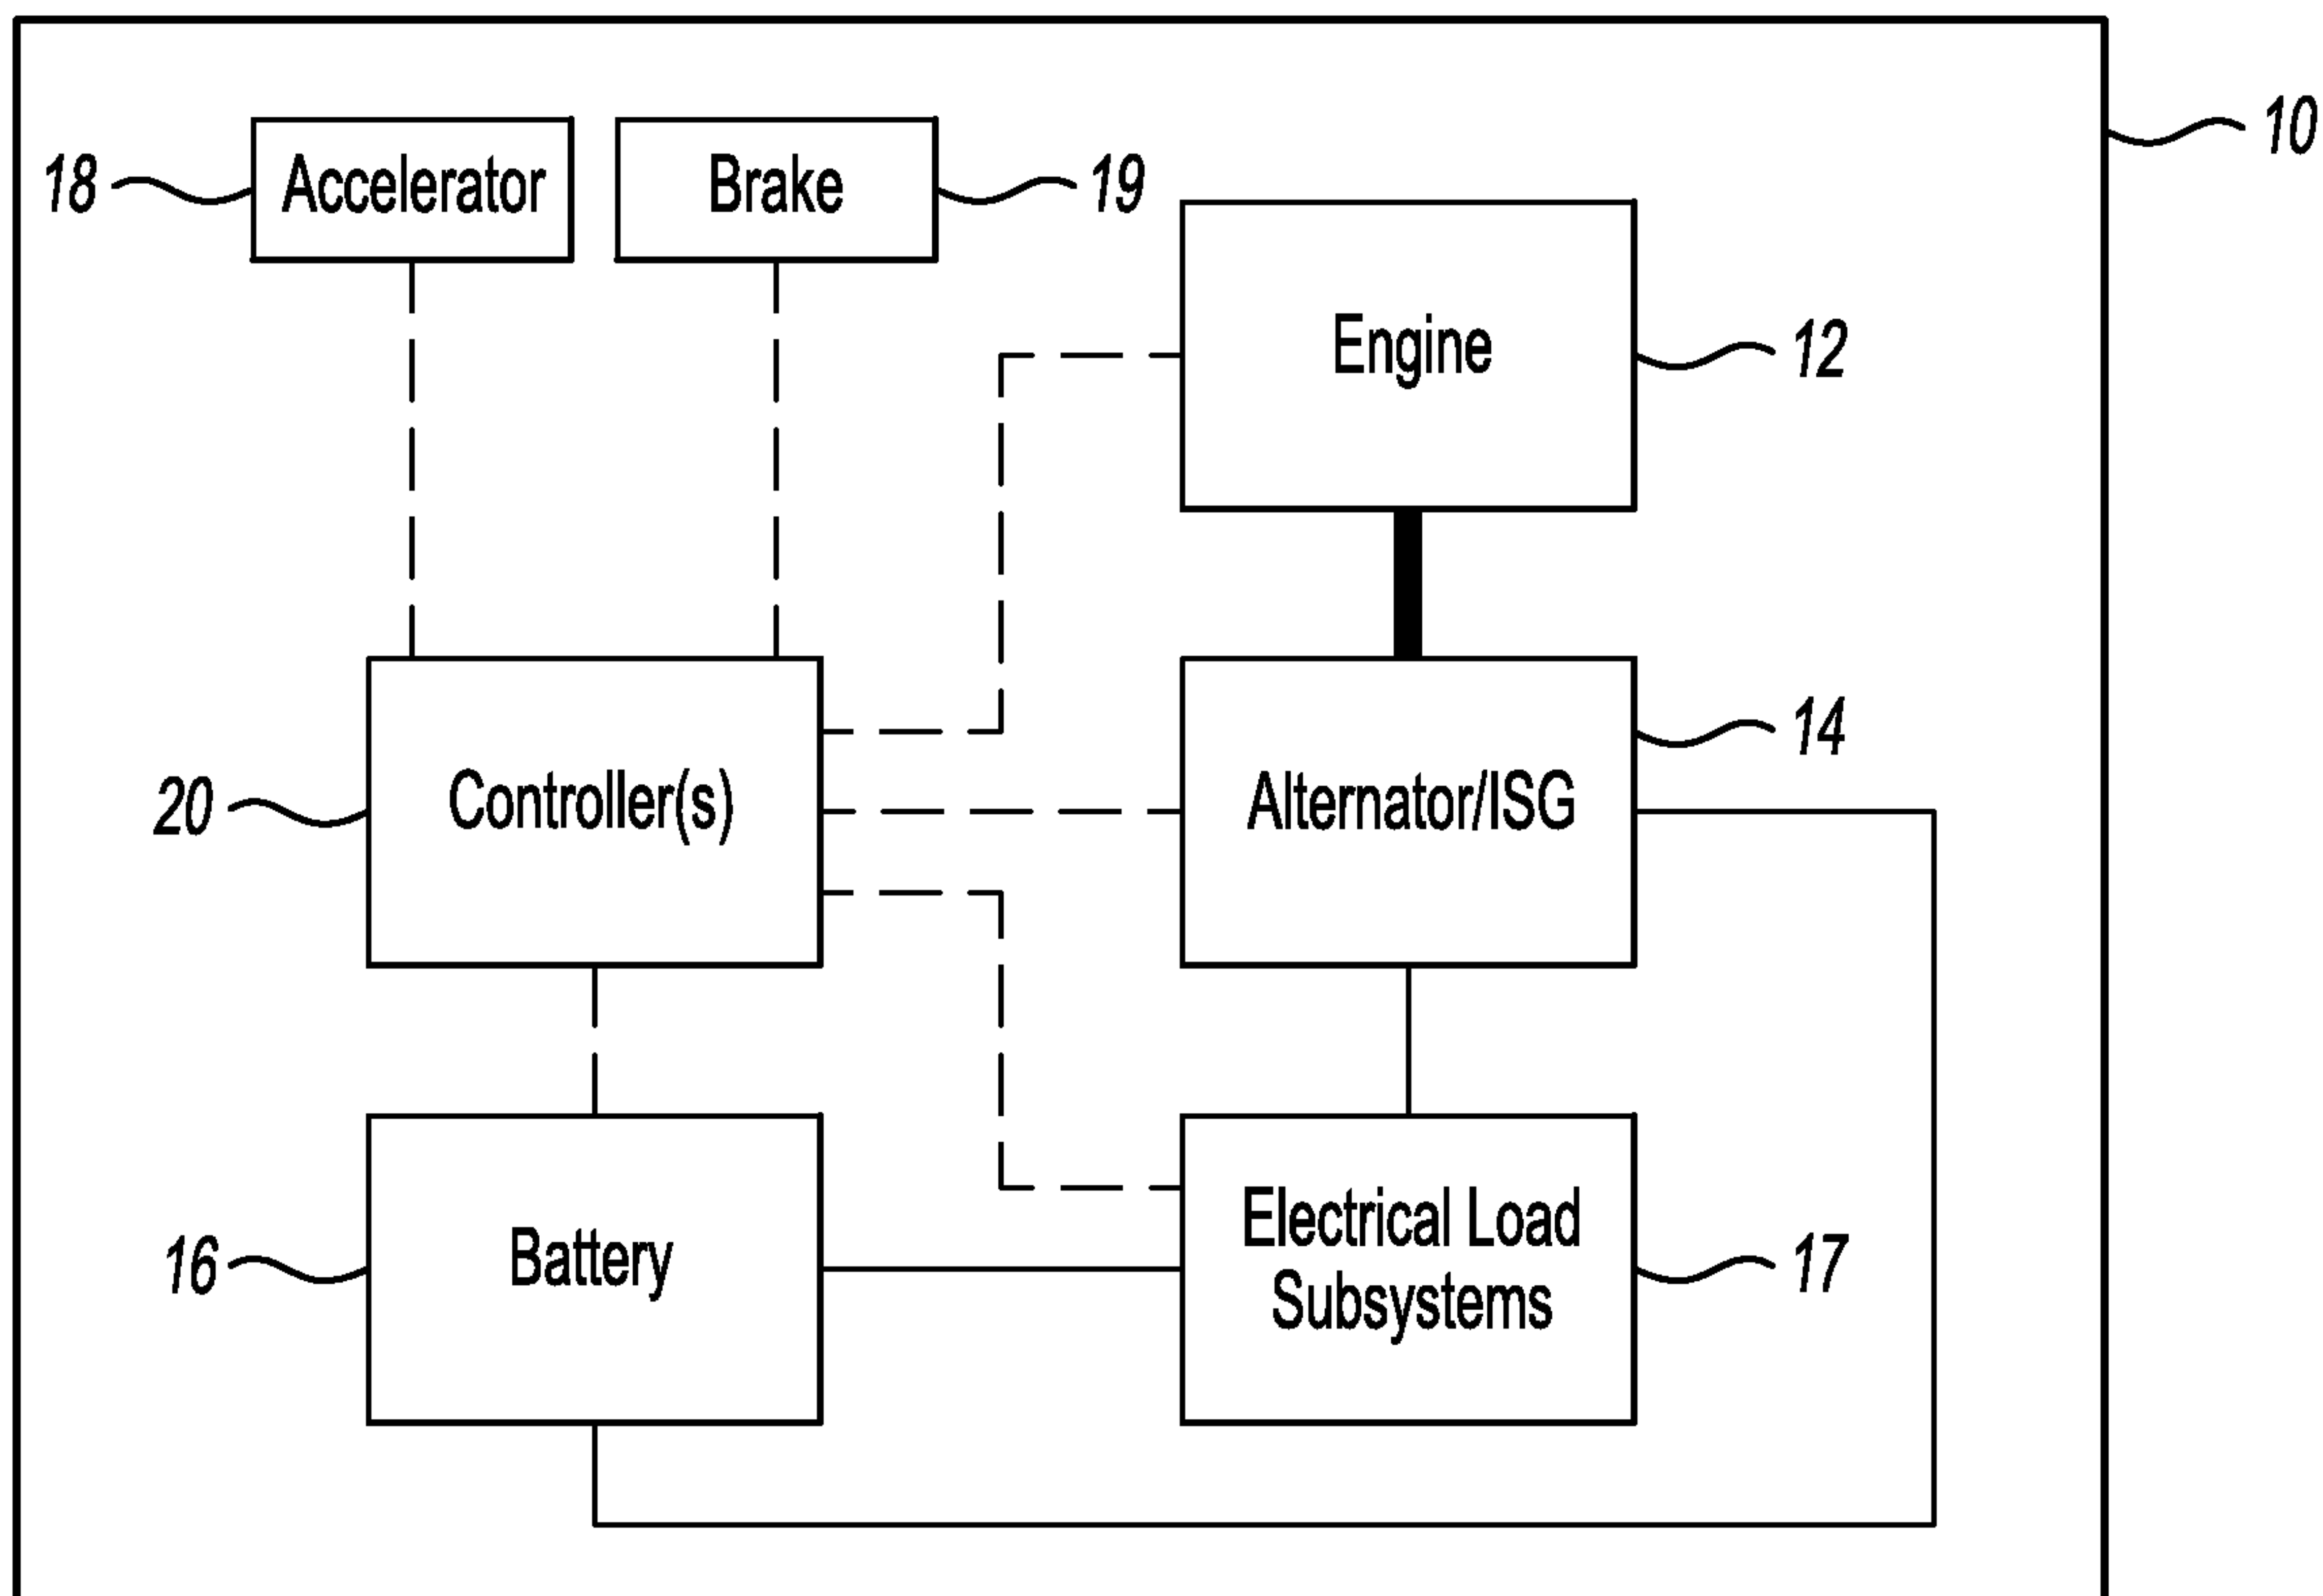 10
18
Accelerator
Brake
19
Engine
12
14
20
Controller(s)
Alternator/ISG
16
Battery
Electrical Load
Subsystems
17